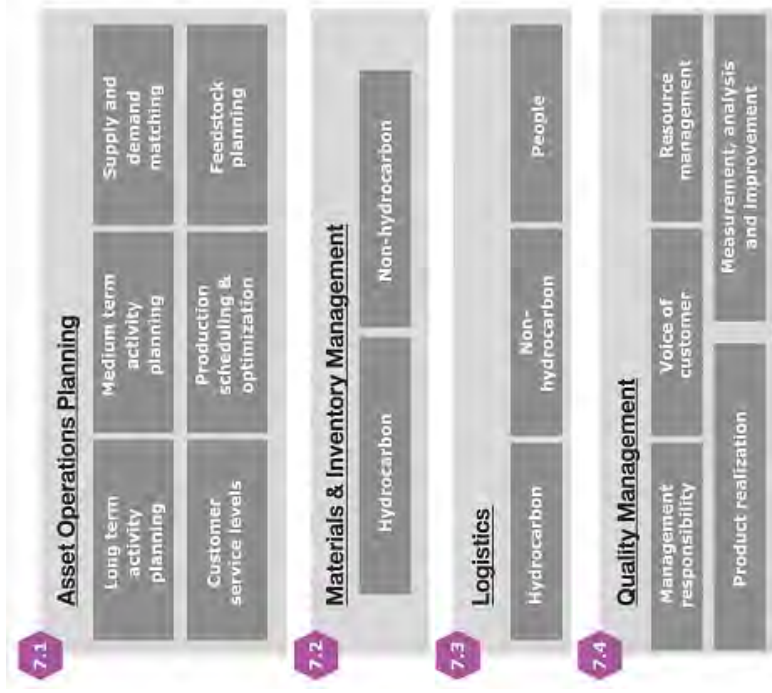 7.1
Asset Operations Planning
Long term
activity
planning
Medium term
activity
planning
Supply and
demand
matching
Customer
service levels
Production
scheduling &
optimization
Feedstock
planning
7.2
Materials & Inventory Management
Hydrocarbon
Non-hydrocarbon
7.3
Logistics
Hydrocarbon
Non-
hydrocarbon
People
7.4
Quality Management
Management
responsibility
Voice of
customer
Resource
management
Product realization
Measurement, analysis
and improvement